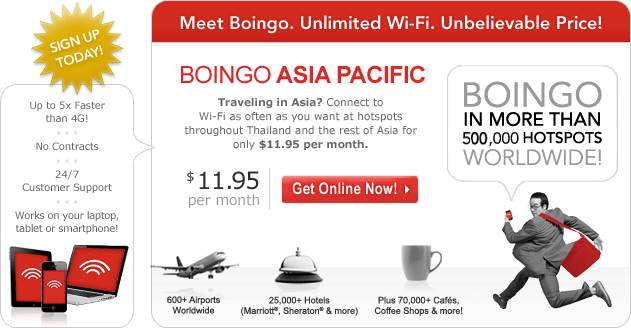 Meet Boingo. Unlimited Wi-Fi. Unbelievable Price!
SIGN UP
TODAY!
Up to 5x Faster
than 4G!
No Contracts
24/7
Customer Support
Works on your laptop,
tablet or smartphone!
BOINGO ASIA PACIFIC
Traveling in Asia? Connect to
Wi-Fi as often as you want at hotspots
throughout Thailand and the rest of Asia for
only $11.95 per month.
$11.95
per month
Get Online Now!
BOINGO
IN MORE THAN
500,000 HOTSPOTS
WORLDWIDE!
600+ Airports
Worldwide
25,000+ Hotels
(Marriott®, Sheraton® & more)
Plus 70,000+ Cafés,
Coffee Shops & more!